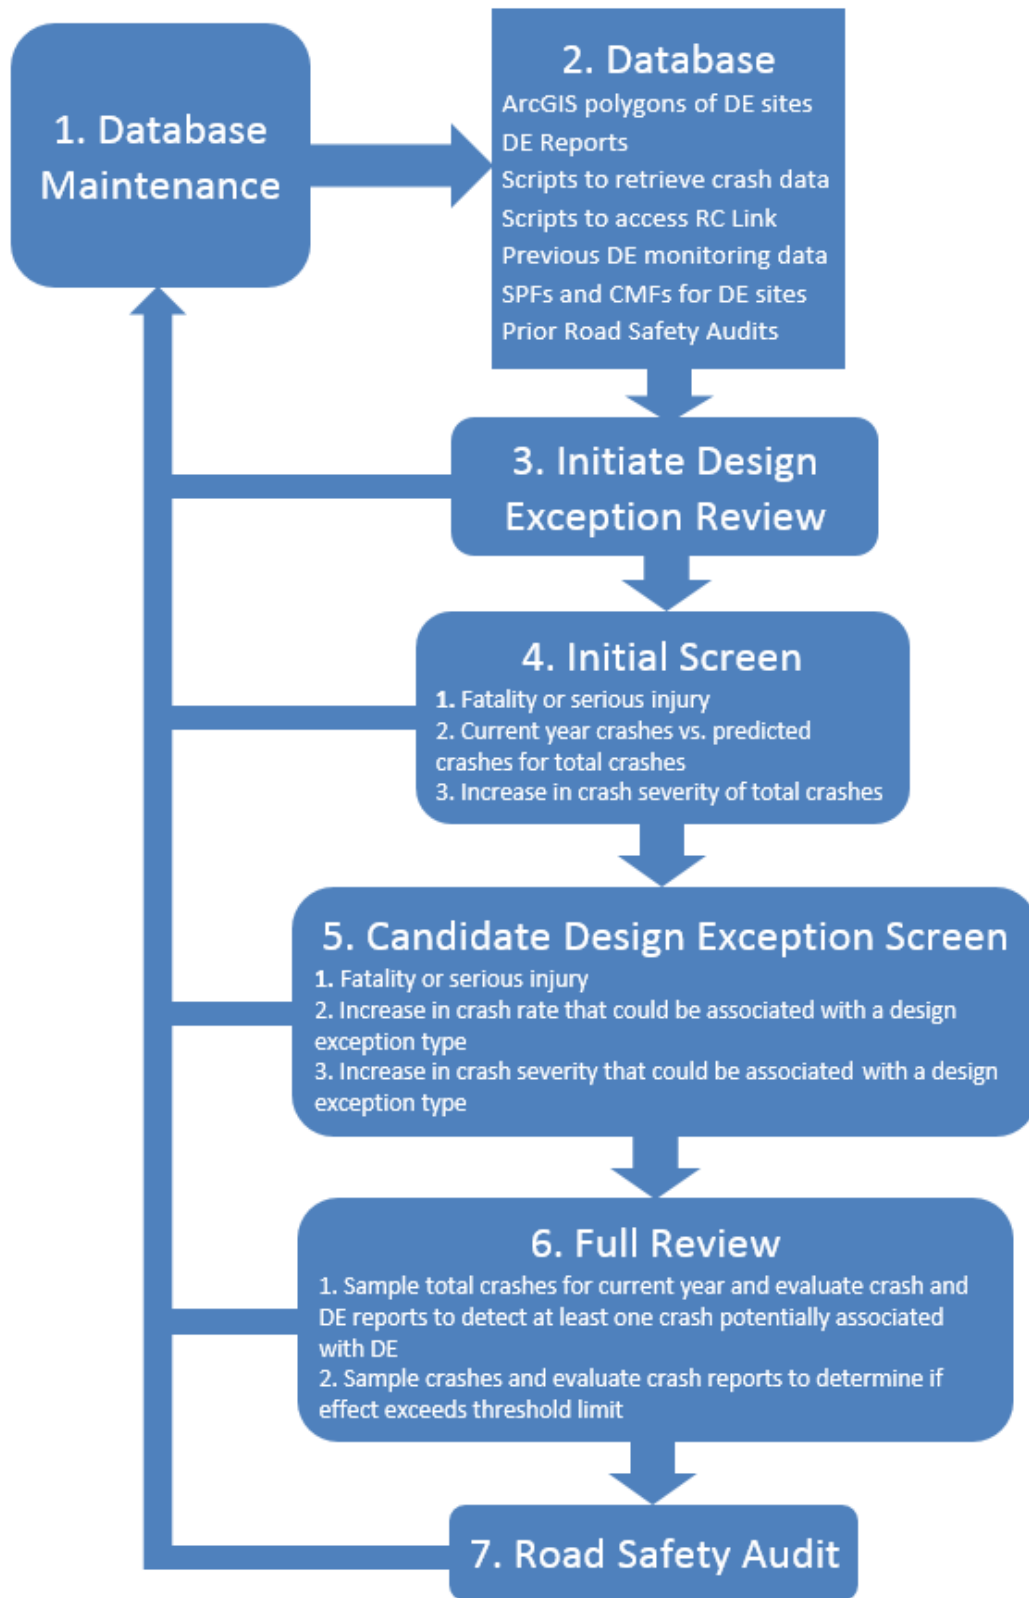 1. Database
Maintenance
2. Database
ArcGIS polygons of DE sites
DE Reports
Scripts to retrieve crash data
Scripts to access RC Link
Previous DE monitoring data
SPFs and CMFs for DE sites
Prior Road Safety Audits
3. Initiate Design
Exception Review
4. Initial Screen
1. Fatality or serious injury
2. Current year crashes vs. predicted
crashes for total crashes
3. Increase in crash severity of total crashes
5. Candidate Design Exception Screen
1. Fatality or serious injury
2. Increase in crash rate that could be associated with a design
exception type
3. Increase in crash severity that could be associated with a design
exception type
6. Full Review
1. Sample total crashes for current year and evaluate crash and
DE reports to detect at least one crash potentially associated
with DE
2. Sample crashes and evaluate crash reports to determine if
effect exceeds threshold limit
7. Road Safety Audit